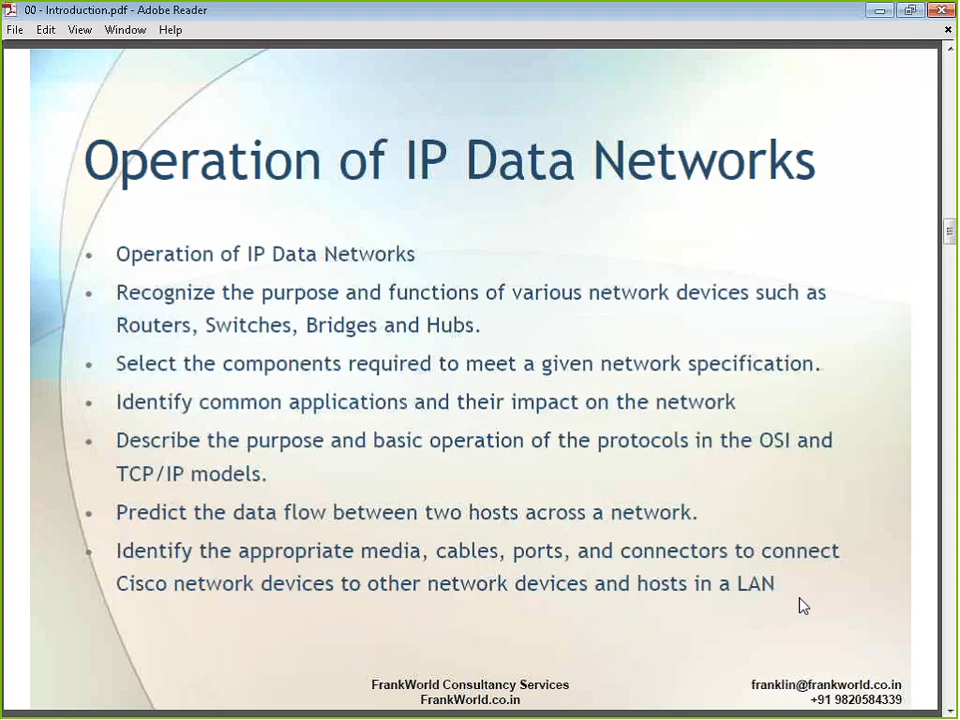 00 - Introduction.pdf - Adobe Reader
File Edit View Window Help
Operation of IP Data Networks
• Operation of IP Data Networks
• Recognize the purpose and functions of various network devices such as
Routers, Switches, Bridges and Hubs.
• Select the components required to meet a given network specification.
• Identify common applications and their impact on the network
• Describe the purpose and basic operation of the protocols in the OSI and
TCP/IP models.
• Predict the data flow between two hosts across a network.
• Identify the appropriate media, cables, ports, and connectors to connect
Cisco network devices to other network devices and hosts in a LAN
FrankWorld Consultancy Services
FrankWorld.co.in
franklin@frankworld.co.in
+91 9820584339